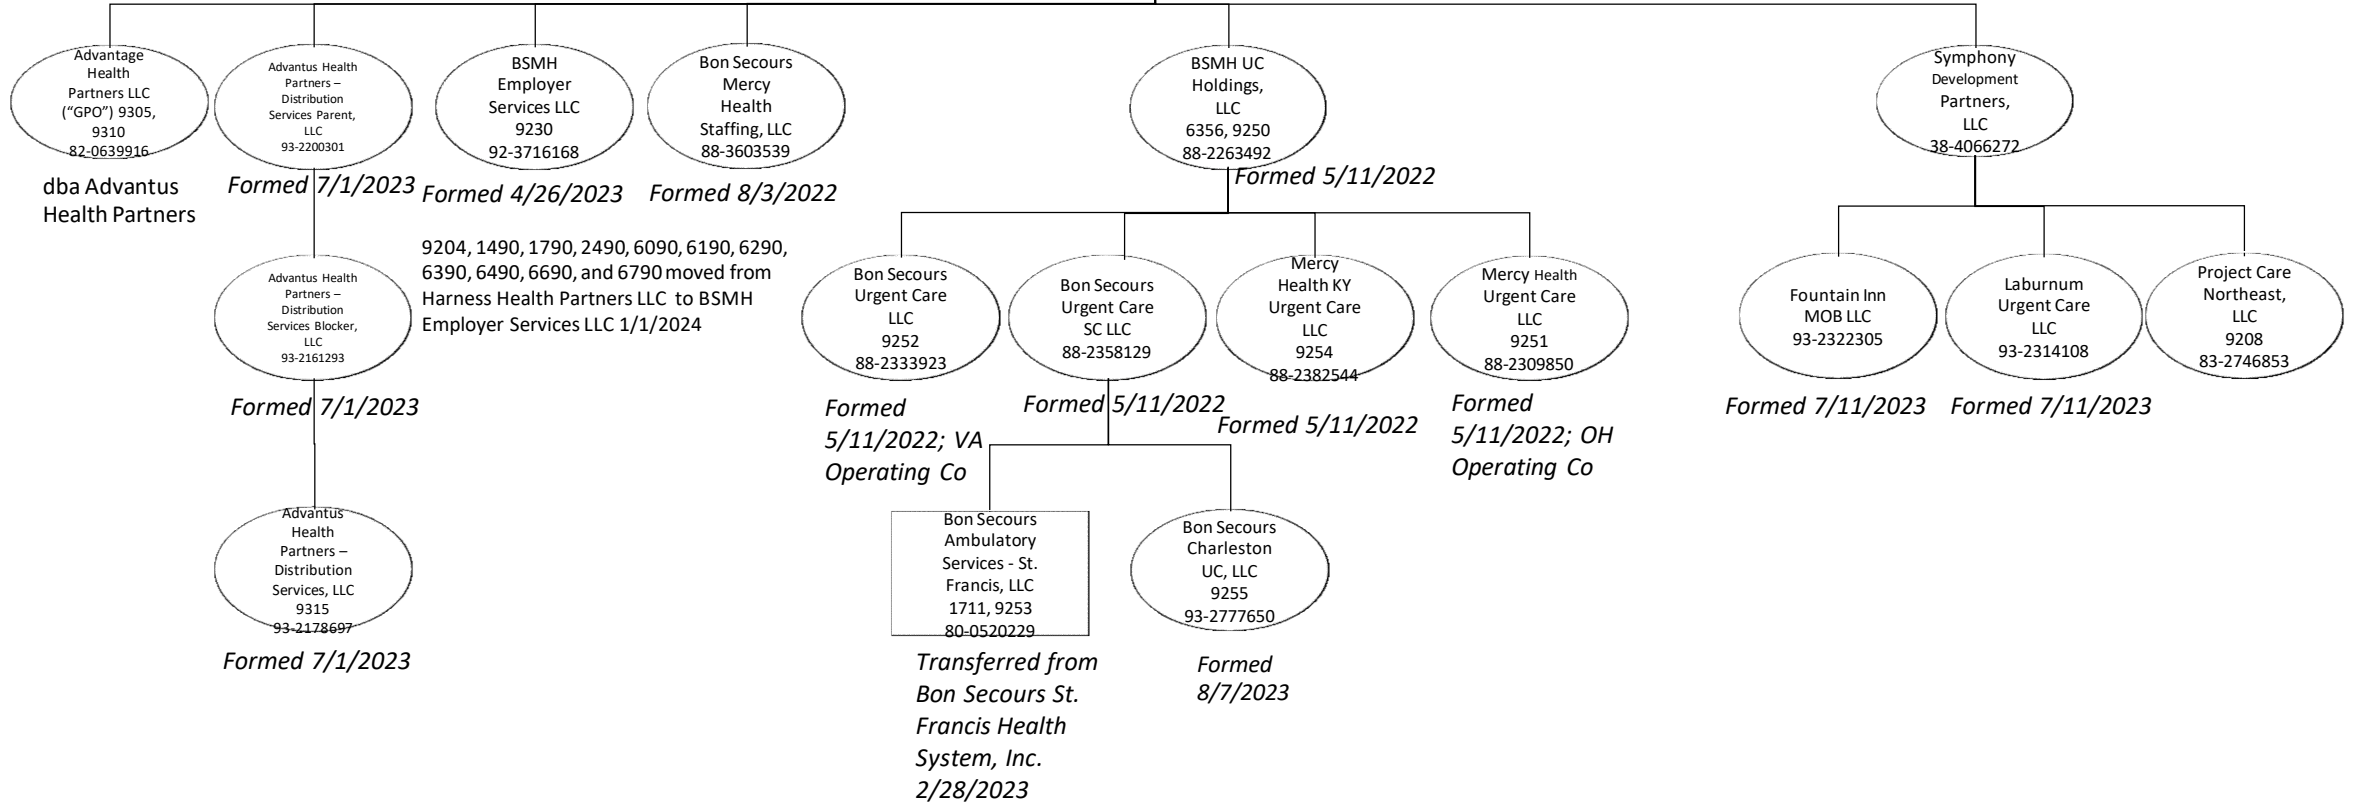 Advantage
Health
Partners LLC
(“GPO”) 9305,
9310
82-0639916
dba Advantus
Health Partners
Advantus Health
Partners –
Distribution
Services Parent,
LLC
93-2200301
Formed 7/1/2023
BSMH
Employer
Services LLC
9230
92-3716168
Formed 4/26/2023
Bon Secours
Mercy
Health
Staffing, LLC
88-3603539
Formed 8/3/2022
BSMH UC
Holdings,
LLC
6356, 9250
88-2263492
Formed 5/11/2022
Symphony
Development
Partners,
LLC
38-4066272
Advantus Health
Partners –
Distribution
Services Blocker,
LLC
93-2161293
Formed 7/1/2023
9204, 1490, 1790, 2490, 6090, 6190, 6290,
6390, 6490, 6690, and 6790 moved from
Harness Health Partners LLC to BSMH
Employer Services LLC 1/1/2024
Bon Secours
Urgent Care
LLC
9252
88-2333923
Formed
5/11/2022; VA
Operating Co
Bon Secours
Urgent Care
SC LLC
88-2358129
Formed 5/11/2022
Mercy
Health KY
Urgent Care
LLC
9254
88-2382544
Formed 5/11/2022
Mercy Health
Urgent Care
LLC
9251
88-2309850
Formed
5/11/2022; OH
Operating Co
Fountain Inn
MOB LLC
93-2322305
Formed 7/11/2023
Laburnum
Urgent Care
LLC
93-2314108
Formed 7/11/2023
Project Care
Northeast,
LLC
9208
83-2746853
Advantus
Health
Partners –
Distribution
Services, LLC
9315
93-2178697
Formed 7/1/2023
Bon Secours
Ambulatory
Services - St.
Francis, LLC
1711, 9253
80-0520229
Transferred from
Bon Secours St.
Francis Health
System, Inc.
2/28/2023
Bon Secours
Charleston
UC, LLC
9255
93-2777650
Formed
8/7/2023